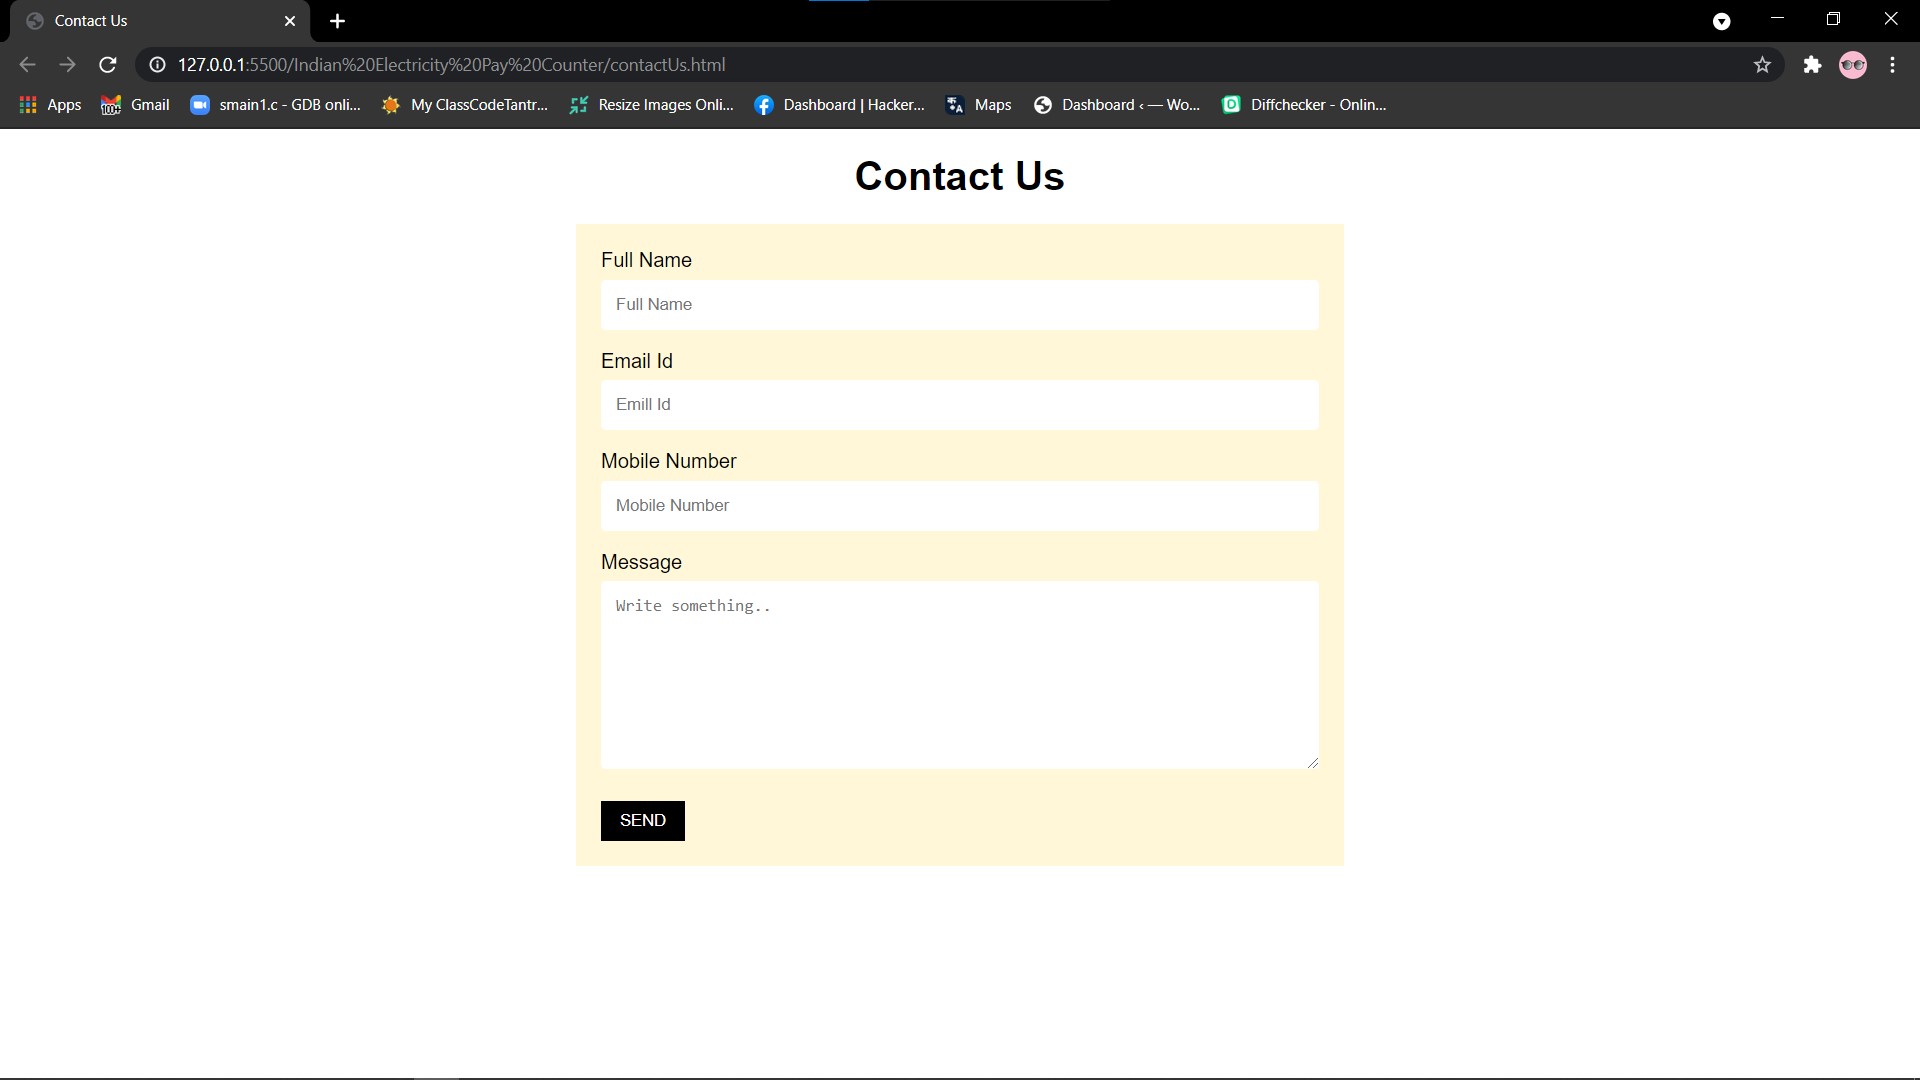 Contact Us
127.0.0.1:5500/Indian%20Electricity%20Pay%20Counter/contactUs.html
Apps Gmail smain1.c - GDB onli... My ClassCodeTantr... Resize Images Onli... Dashboard | Hacker... Maps Dashboard ‹ — Wo... Diffchecker - Onlin...
Contact Us
Full Name
Full Name
Email Id
Emill Id
Mobile Number
Mobile Number
Message
Write something..
SEND